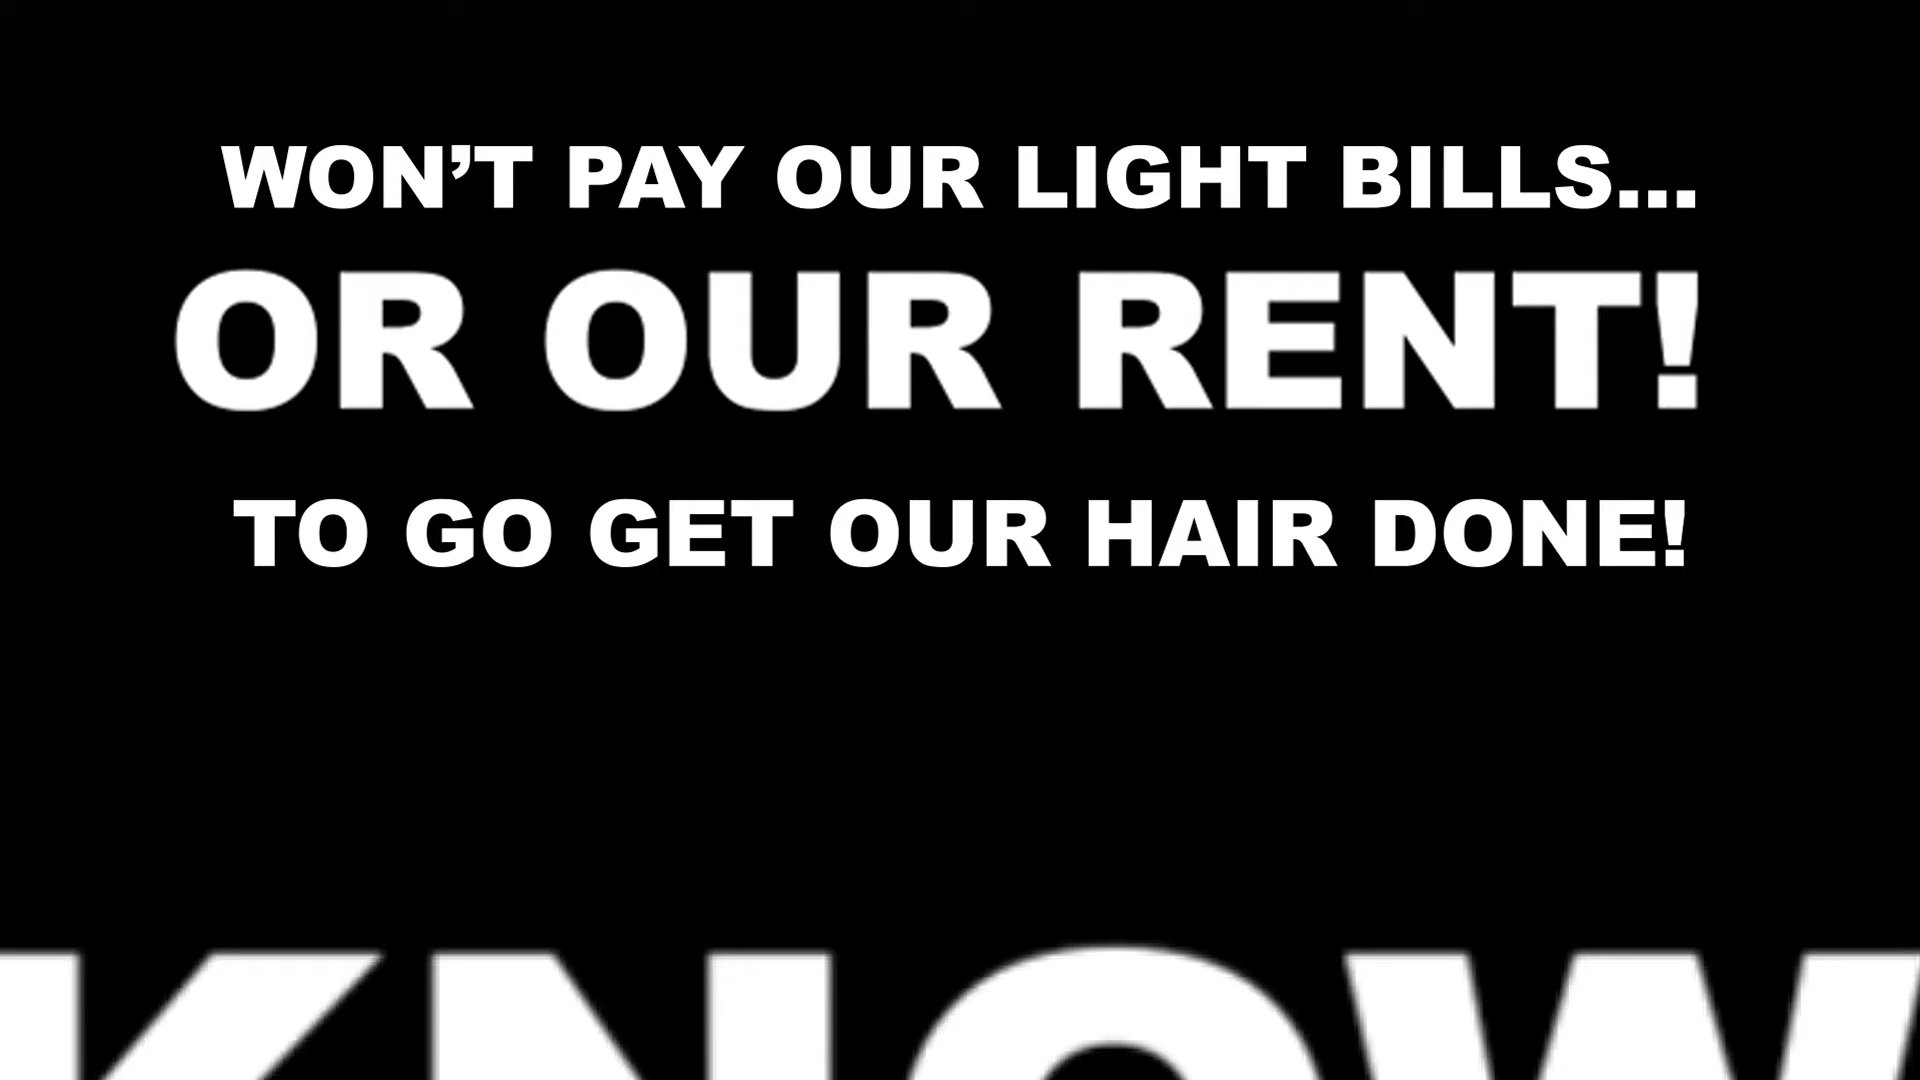 WON’T PAY OUR LIGHT BILLS...
OR OUR RENT!
TO GO GET OUR HAIR DONE!
KNOW